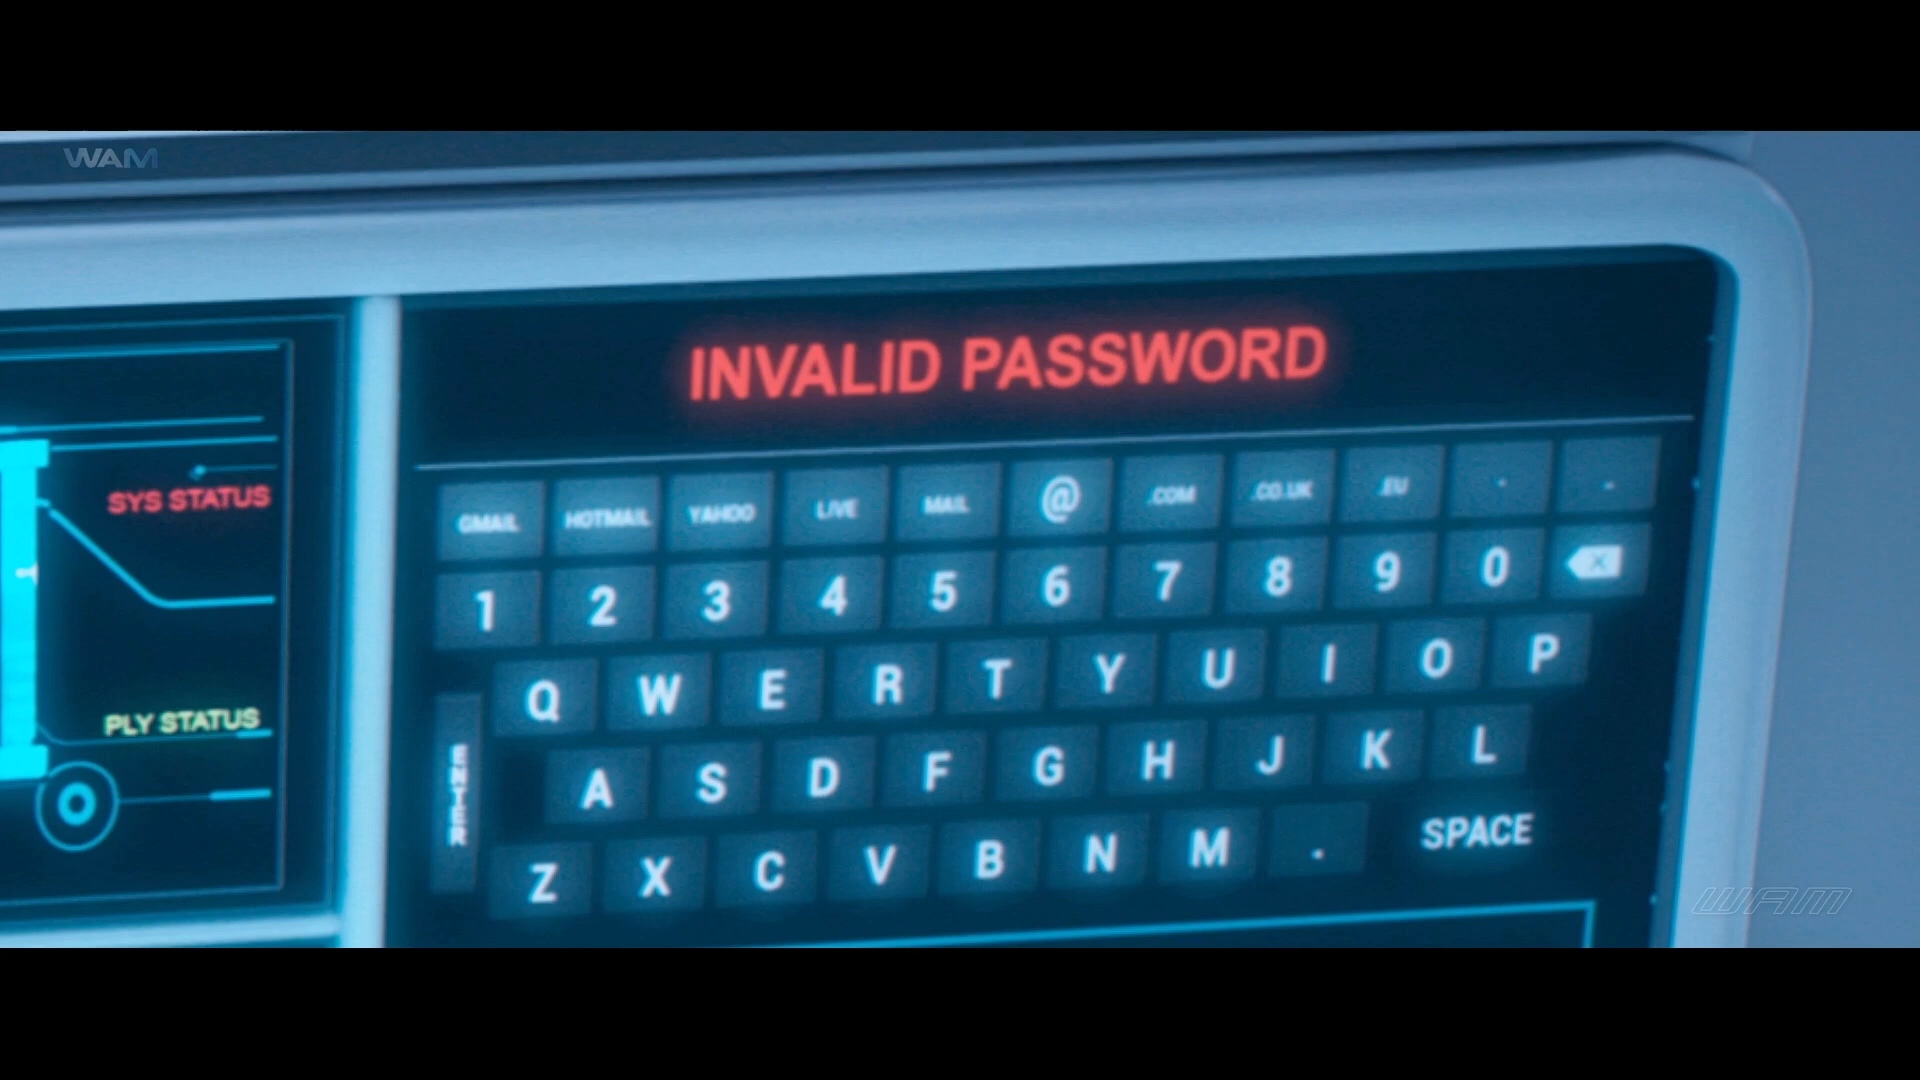 WAM
INVALID PASSWORD
SYS STATUS
PLY STATUS
GMAIL HOTMAIL YAHOO LIVE MAIL @ .COM .CO.UK .EU - _
1 2 3 4 5 6 7 8 9 0
Q W E R T Y U I O P
ENTER
A S D F G H J K L
Z X C V B N M . SPACE
WAM